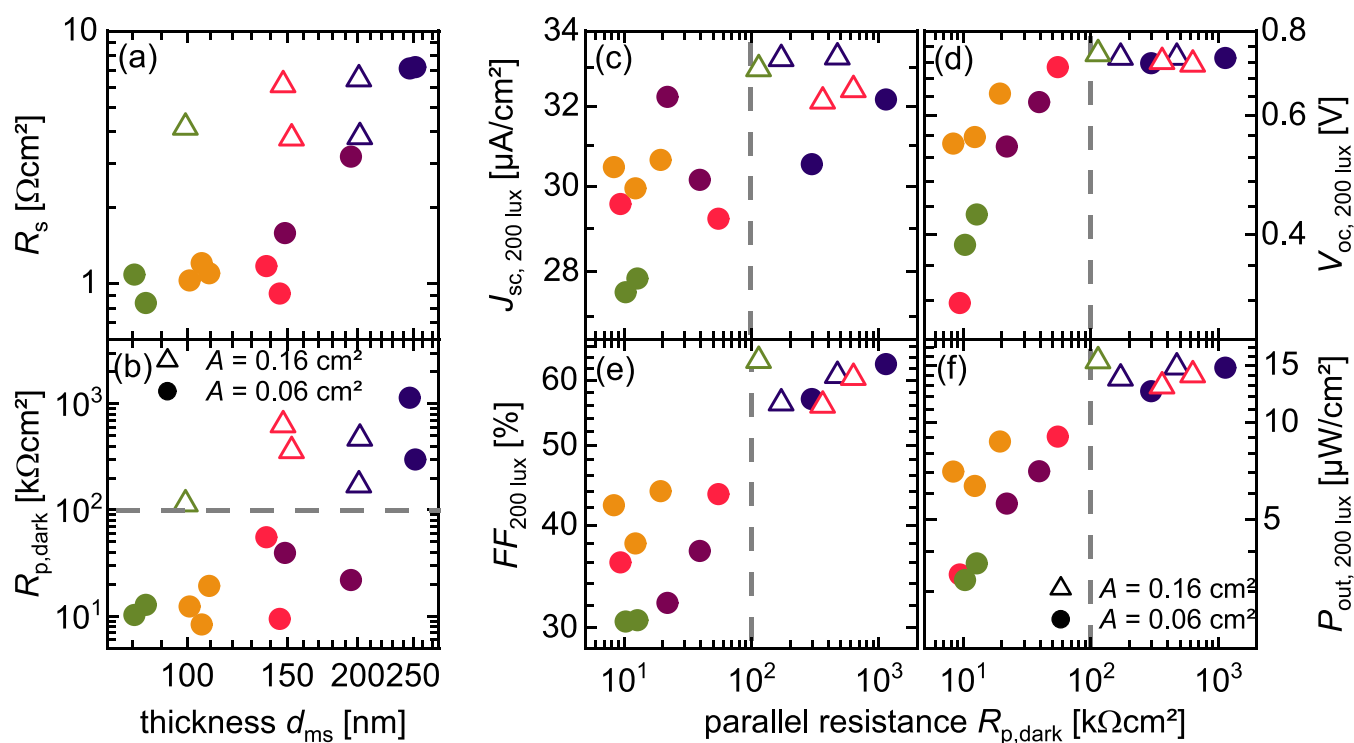 (a)
10
1
R_s [Ωcm²]
(b)
A = 0.16 cm²
A = 0.06 cm²
10³
10²
10¹
R_p,dark [kΩcm²]
100 150 200 250
thickness d_ms [nm]
(c)
34
32
30
28
J_sc, 200 lux [µA/cm²]
(d)
0.8
0.6
0.4
V_oc, 200 lux [V]
(e)
60
50
40
30
FF_200 lux [%]
10¹ 10² 10³
(f)
15
10
5
P_out, 200 lux [µW/cm²]
A = 0.16 cm²
A = 0.06 cm²
10¹ 10² 10³
parallel resistance R_p,dark [kΩcm²]